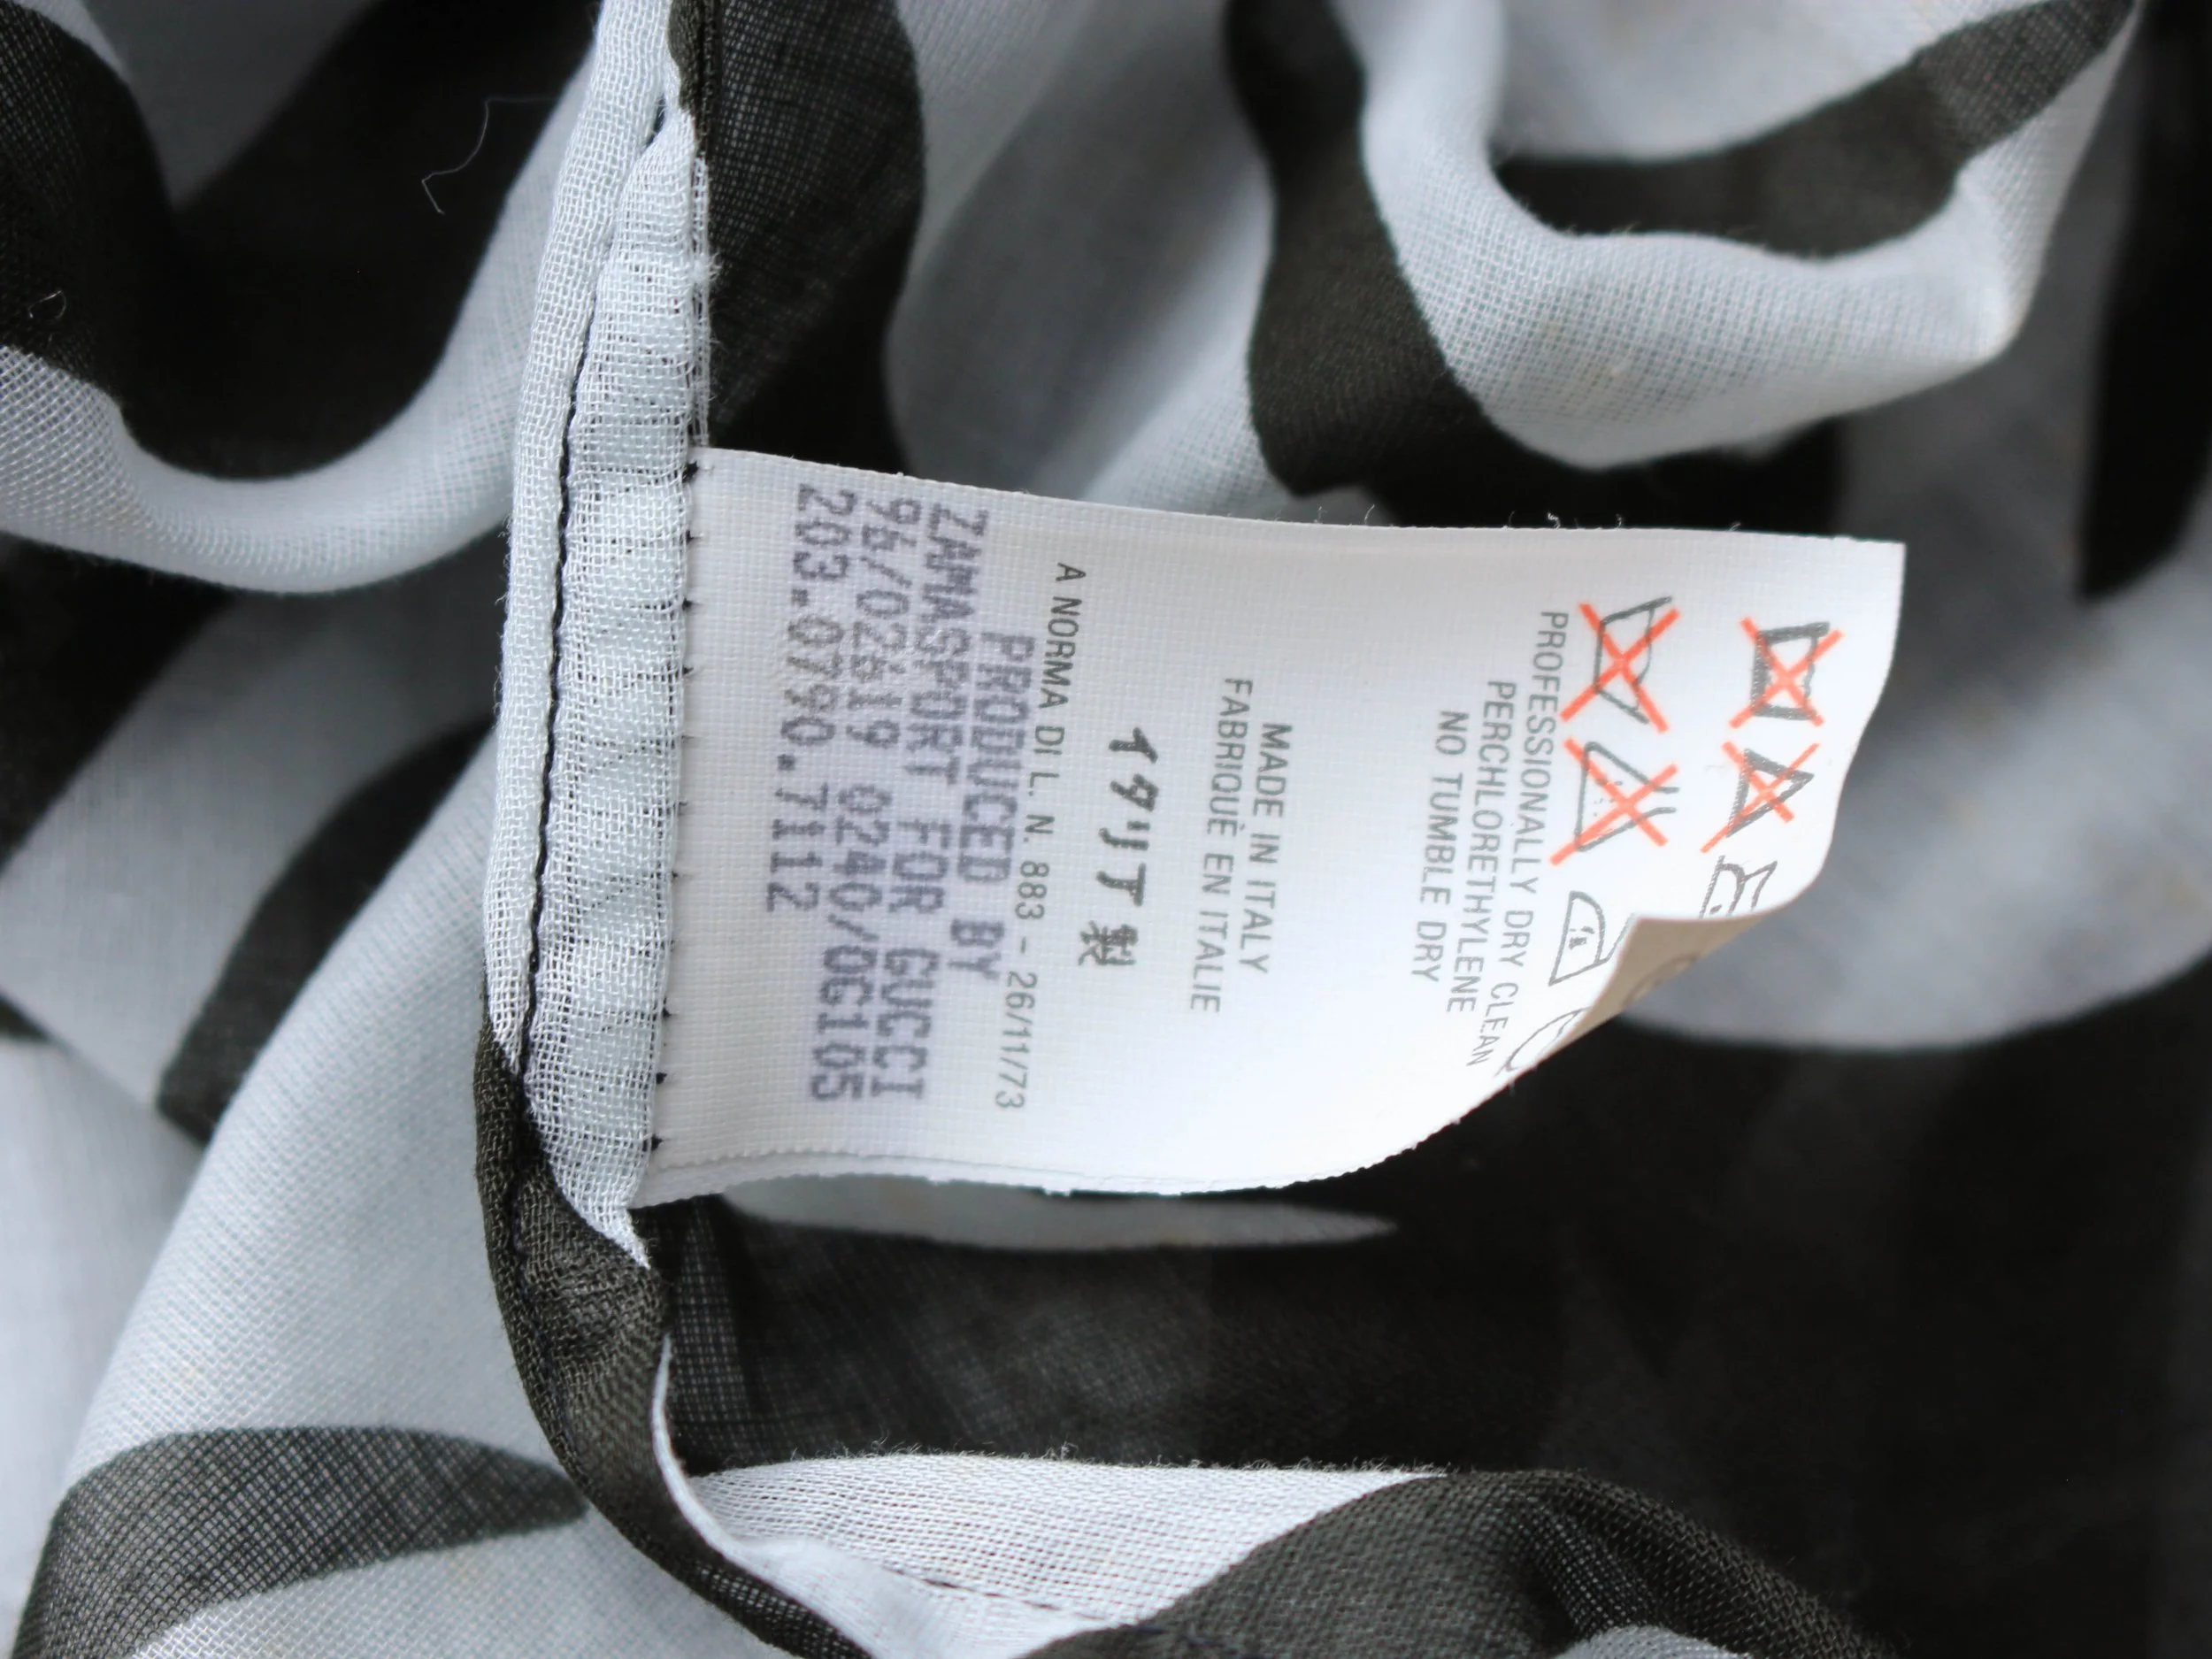 PROFESSIONALLY DRY CLEAN
PERCHLORETHYLENE
NO TUMBLE DRY
MADE IN ITALY
FABRIQUÈ EN ITALIE
イタリア製
A NORMA DI L. N. 883 - 26/11/73
PRODUCED BY
ZAMASPORT FOR GUCCI
96/02619 0240/0G105
203.0790.7112